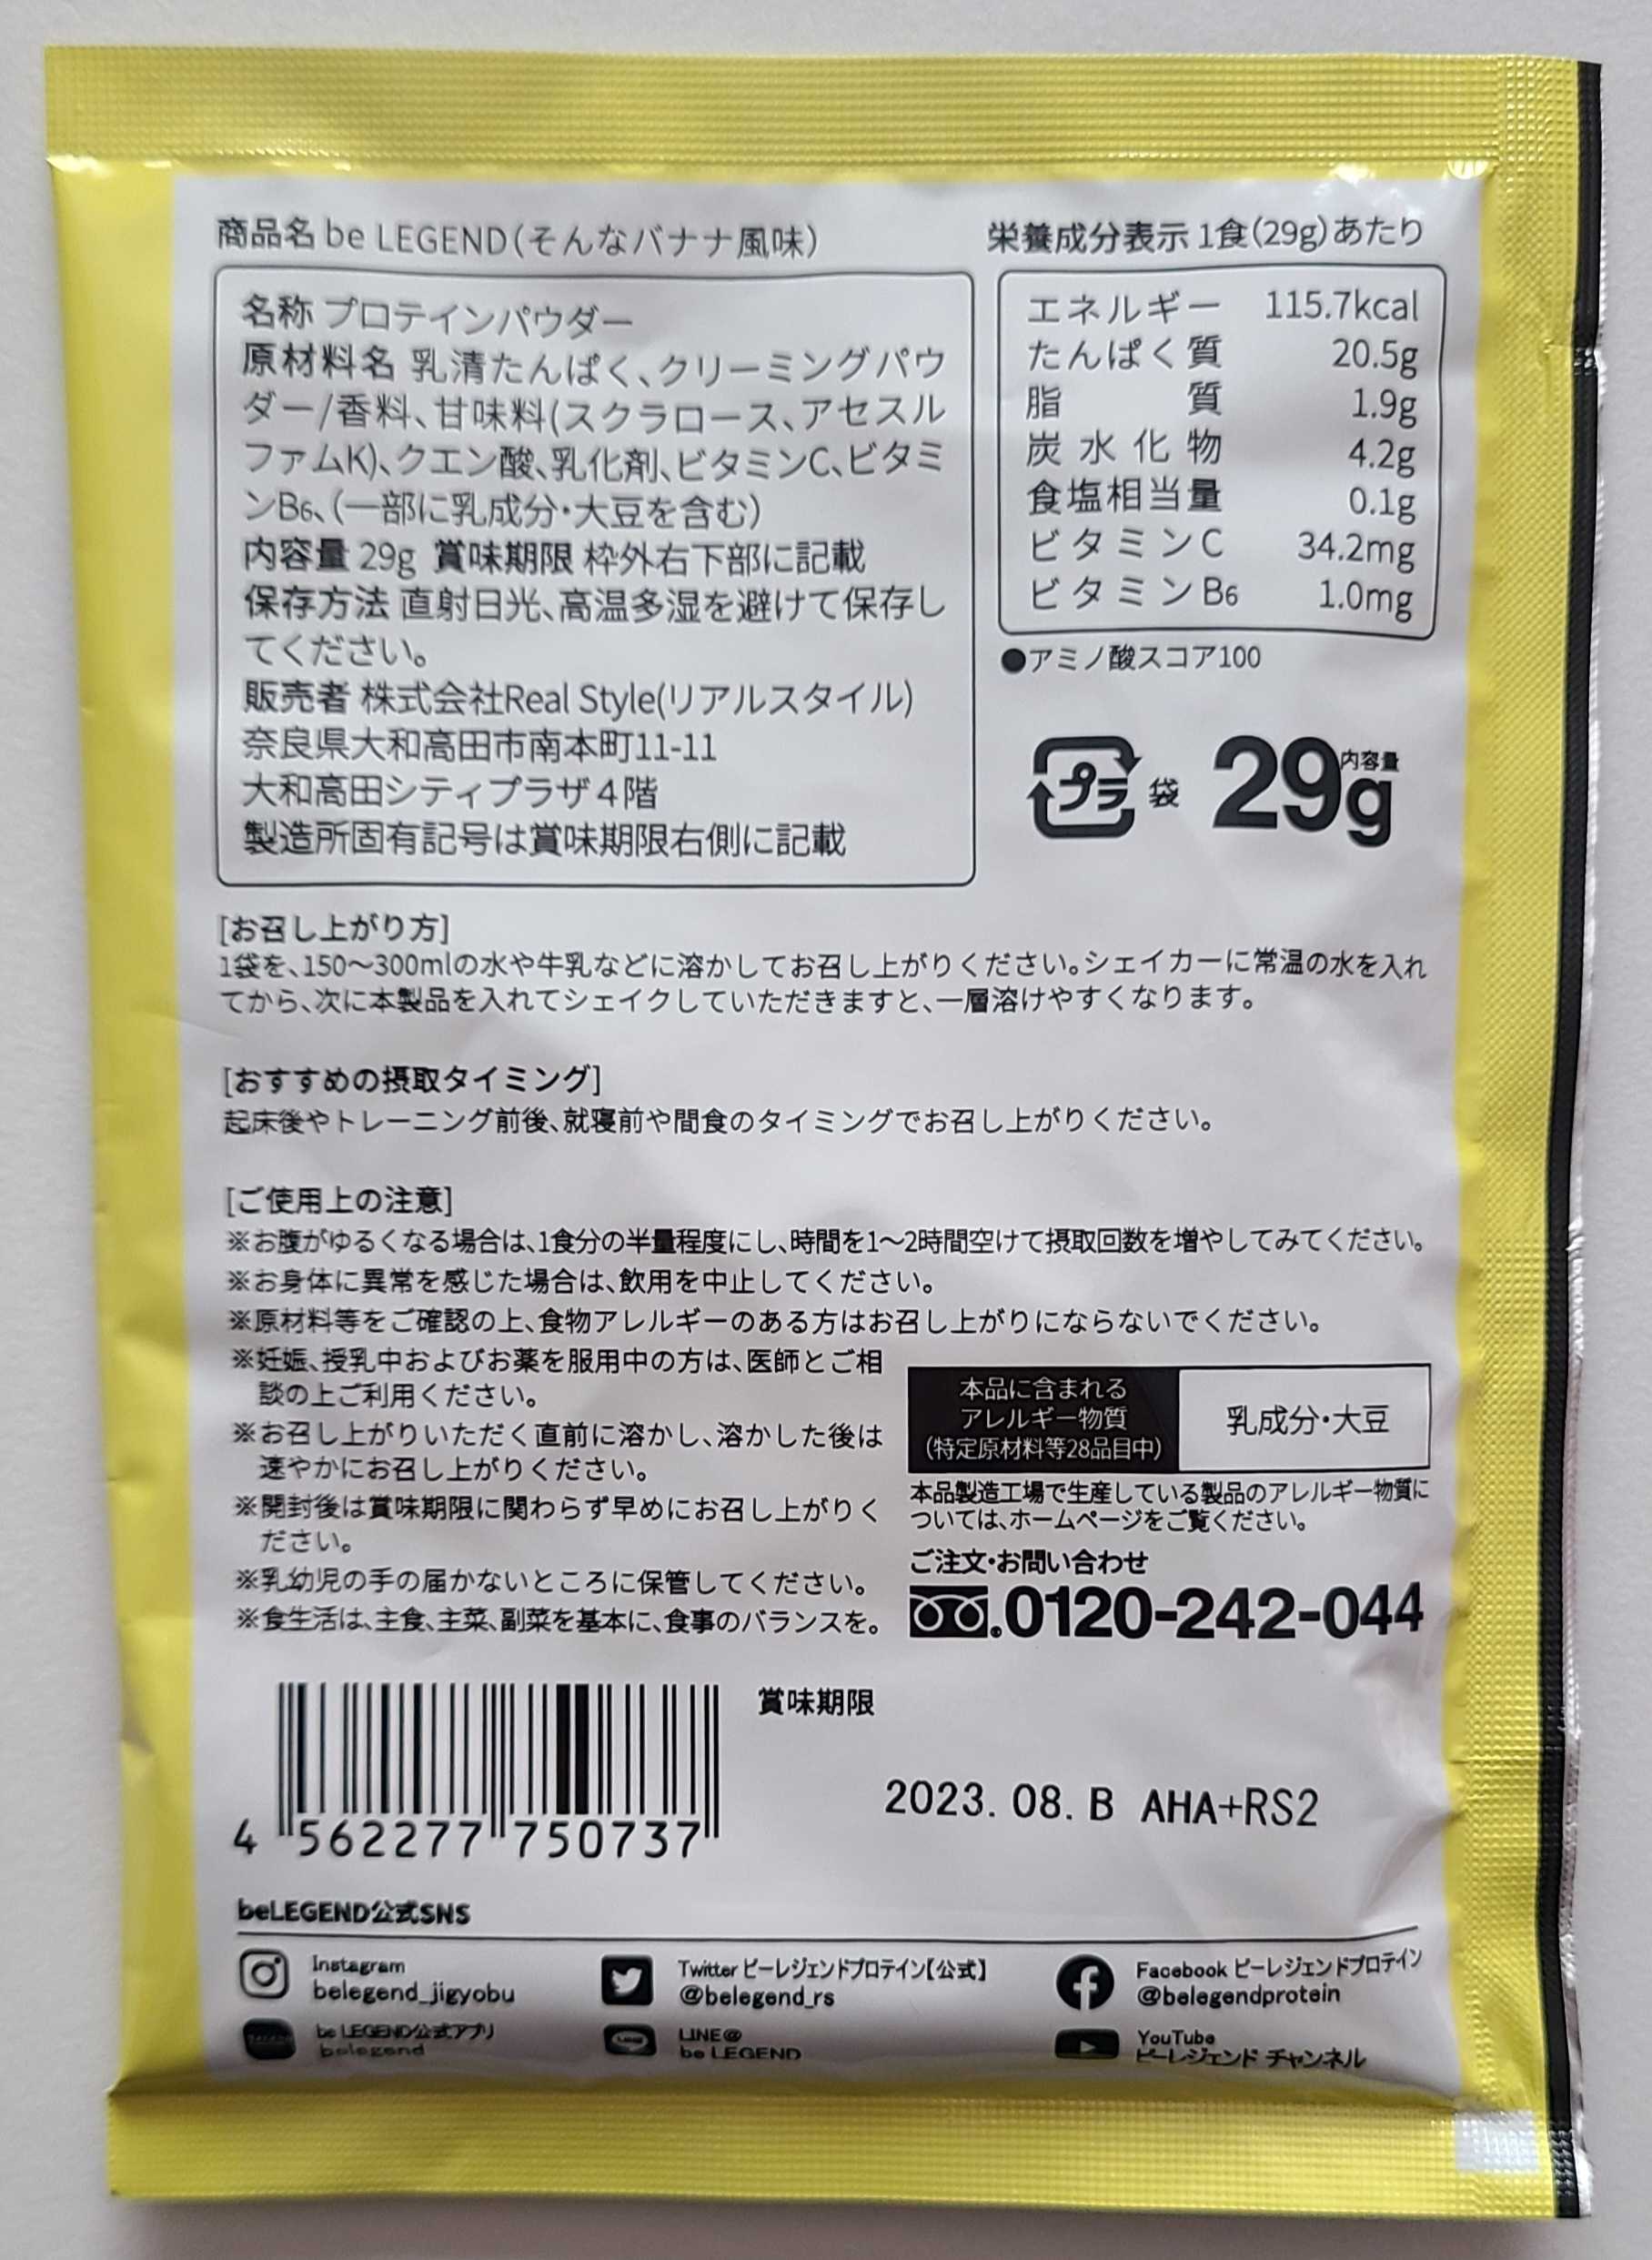 商品名 be LEGEND(そんなバナナ風味)
名称 プロテインパウダー
原材料名 乳清たんぱく、クリーミングパウ
ダー/香料、甘味料(スクラロース、アセスル
ファムK)、クエン酸、乳化剤、ビタミンC、ビタミ
ンB6、(一部に乳成分・大豆を含む)
内容量 29g 賞味期限 枠外右下部に記載
保存方法 直射日光、高温多湿を避けて保存し
てください。
販売者 株式会社Real Style(リアルスタイル)
奈良県大和高田市南本町11-11
大和高田シティプラザ4階
製造所固有記号は賞味期限右側に記載
栄養成分表示 1食(29g)あたり
エネルギー 115.7kcal
たんぱく質 20.5g
脂質 1.9g
炭水化物 4.2g
食塩相当量 0.1g
ビタミンC 34.2mg
ビタミンB6 1.0mg
●アミノ酸スコア100
プラ 袋 内容量 29g
[お召し上がり方]
1袋を、150〜300mlの水や牛乳などに溶かしてお召し上がりください。シェイカーに常温の水を入れ
てから、次に本製品を入れてシェイクしていただきますと、一層溶けやすくなります。
[おすすめの摂取タイミング]
起床後やトレーニング前後、就寝前や間食のタイミングでお召し上がりください。
[ご使用上の注意]
※お腹がゆるくなる場合は、1食分の半量程度にし、時間を1〜2時間空けて摂取回数を増やしてみてください。
※お身体に異常を感じた場合は、飲用を中止してください。
※原材料等をご確認の上、食物アレルギーのある方はお召し上がりにならないでください。
※妊娠、授乳中およびお薬を服用中の方は、医師とご相
談の上ご利用ください。
※お召し上がりいただく直前に溶かし、溶かした後は
速やかにお召し上がりください。
※開封後は賞味期限に関わらず早めにお召し上がりく
ださい。
※乳幼児の手の届かないところに保管してください。
※食生活は、主食、主菜、副菜を基本に、食事のバランスを。
本品に含まれる
アレルギー物質
(特定原材料等28品目中)
乳成分・大豆
本品製造工場で生産している製品のアレルギー物質に
ついては、ホームページをご覧ください。
ご注文・お問い合わせ
0120-242-044
4 562277 750737
賞味期限
2023. 08. B AHA+RS2
beLEGEND公式SNS
Instagram
belegend_jigyobu
Twitter ビーレジェンドプロテイン【公式】
@belegend_rs
Facebook ビーレジェンドプロテイン
@belegendprotein
be LEGEND公式アプリ
belegend
LINE@
be LEGEND
YouTube
ビーレジェンド チャンネル